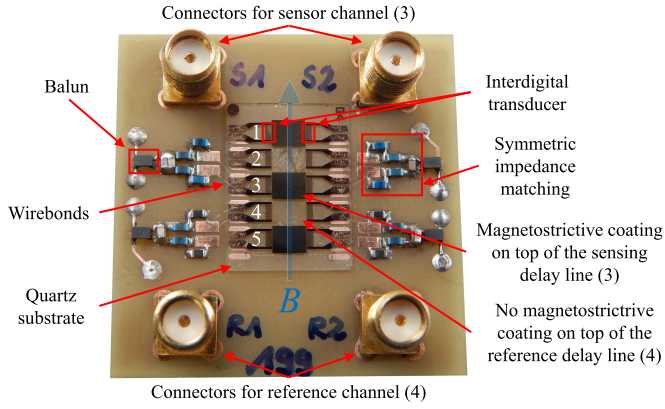 Connectors for sensor channel (3)
S1
S2
Balun
Interdigital
transducer
1
2
3
4
5
Symmetric
impedance
matching
Wirebonds
Magnetostrictive coating
on top of the sensing
delay line (3)
Quartz
substrate
B
No magnetostrictrive
coating on top of the
reference delay line (4)
R1
R2
199
Connectors for reference channel (4)